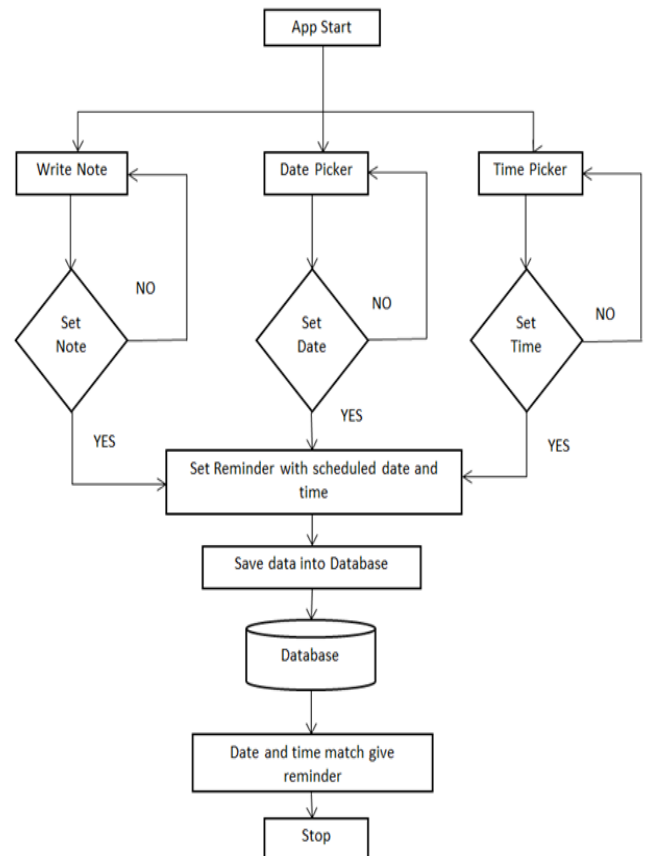 App Start
Write Note
Date Picker
Time Picker
NO
NO
NO
Set
Note
Set
Date
Set
Time
YES
YES
YES
Set Reminder with scheduled date and
time
Save data into Database
Database
Date and time match give
reminder
Stop